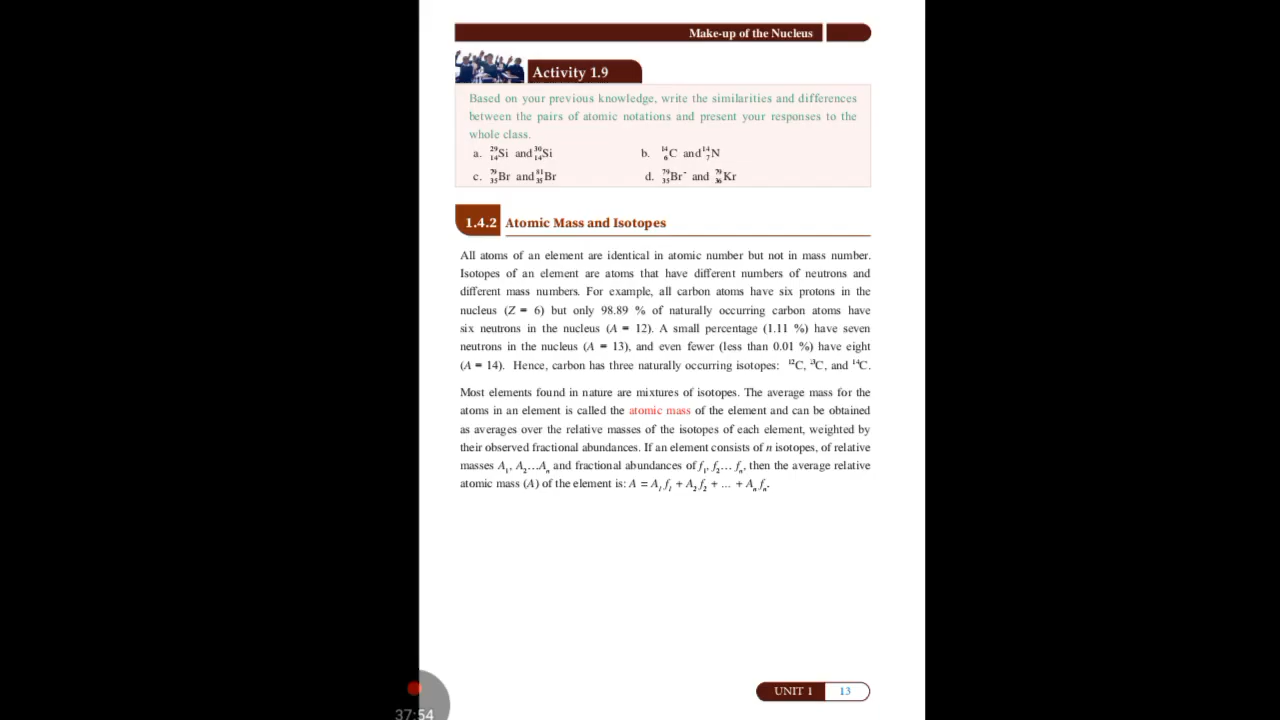 Make-up of the Nucleus
Activity 1.9
Based on your previous knowledge, write the similarities and differences
between the pairs of atomic notations and present your responses to the
whole class.
a. ²⁹₁₄Si and ³⁰₁₄Si b. ¹⁴₆C and ¹⁴₇N
c. ⁷⁹₃₅Br and ⁸¹₃₅Br d. ⁷⁹₃₅Br⁻ and ⁷⁹₃₆Kr
1.4.2 Atomic Mass and Isotopes
All atoms of an element are identical in atomic number but not in mass number.
Isotopes of an element are atoms that have different numbers of neutrons and
different mass numbers. For example, all carbon atoms have six protons in the
nucleus (Z = 6) but only 98.89 % of naturally occurring carbon atoms have
six neutrons in the nucleus (A = 12). A small percentage (1.11 %) have seven
neutrons in the nucleus (A = 13), and even fewer (less than 0.01 %) have eight
(A = 14). Hence, carbon has three naturally occurring isotopes: ¹²C, ¹³C, and ¹⁴C.
Most elements found in nature are mixtures of isotopes. The average mass for the
atoms in an element is called the atomic mass of the element and can be obtained
as averages over the relative masses of the isotopes of each element, weighted by
their observed fractional abundances. If an element consists of n isotopes, of relative
masses A₁, A₂…Aₙ and fractional abundances of f₁, f₂… fₙ, then the average relative
atomic mass (A) of the element is: A = A₁f₁ + A₂f₂ + ... + Aₙfₙ.
UNIT 1 13
37:54